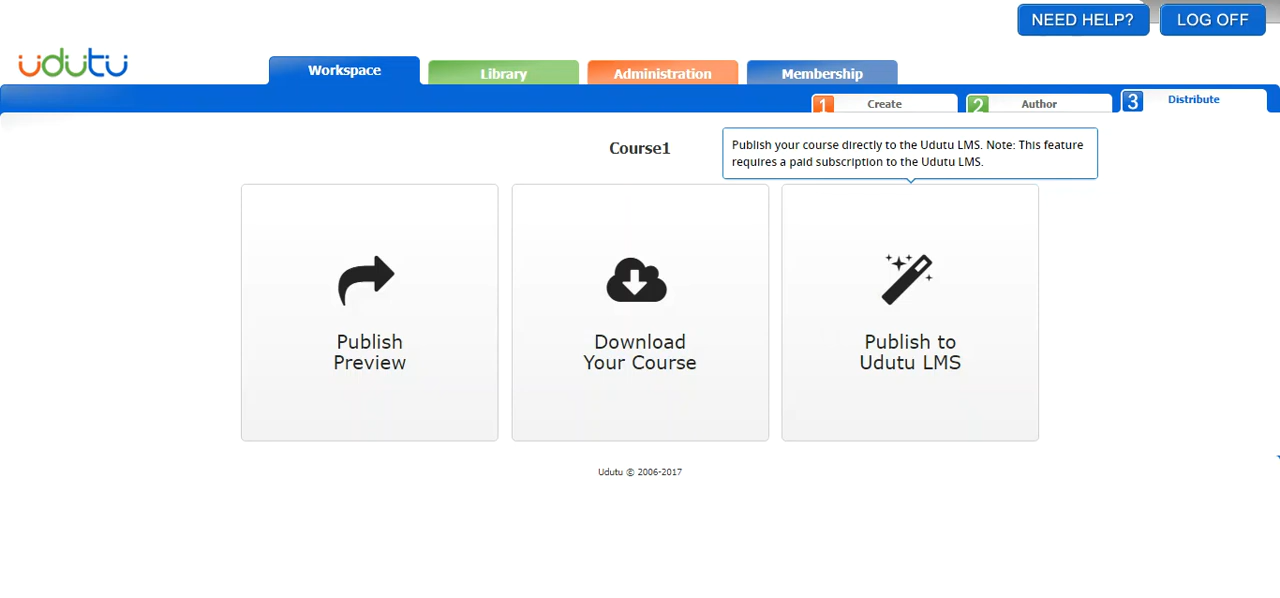 NEED HELP?
LOG OFF
udutu
Workspace
Library
Administration
Membership
1 Create
2 Author
3 Distribute
Course1
Publish your course directly to the Udutu LMS. Note: This feature
requires a paid subscription to the Udutu LMS.
Publish
Preview
Download
Your Course
Publish to
Udutu LMS
Udutu © 2006-2017